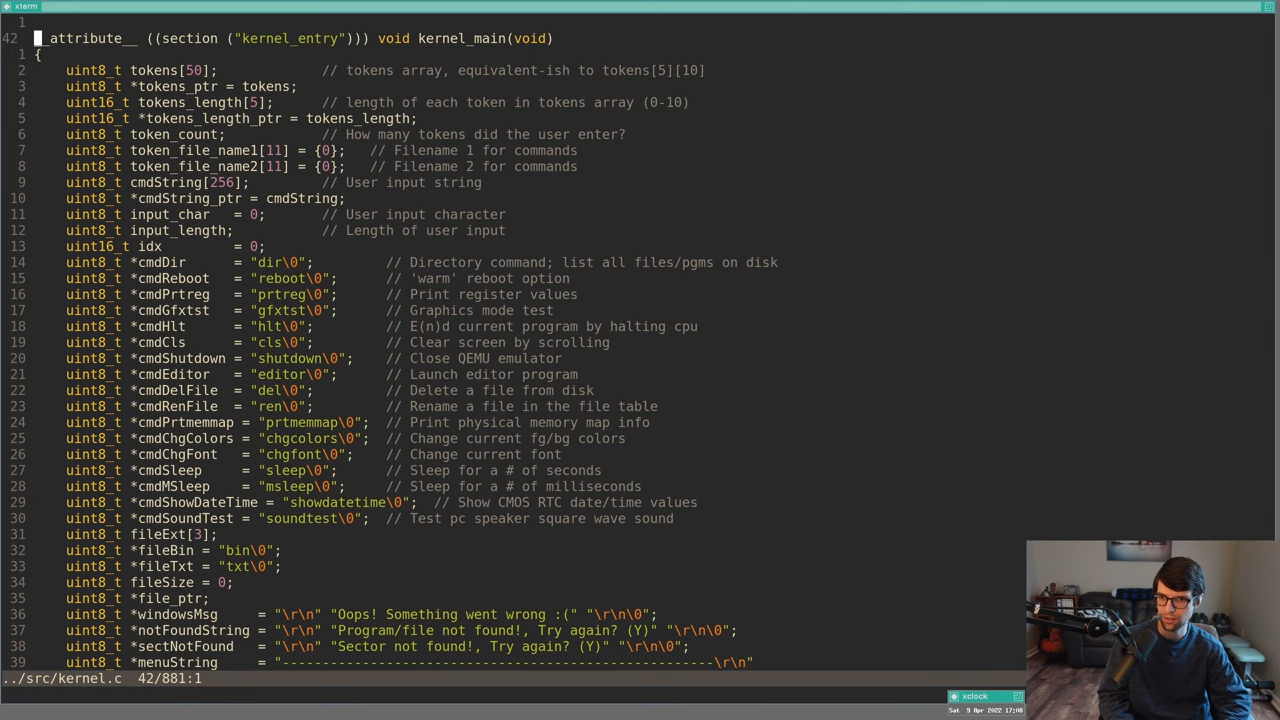 xterm
1
42 __attribute__ ((section ("kernel_entry"))) void kernel_main(void)
1 {
2 uint8_t tokens[50]; // tokens array, equivalent-ish to tokens[5][10]
3 uint8_t *tokens_ptr = tokens;
4 uint16_t tokens_length[5]; // length of each token in tokens array (0-10)
5 uint16_t *tokens_length_ptr = tokens_length;
6 uint8_t token_count; // How many tokens did the user enter?
7 uint8_t token_file_name1[11] = {0}; // Filename 1 for commands
8 uint8_t token_file_name2[11] = {0}; // Filename 2 for commands
9 uint8_t cmdString[256]; // User input string
10 uint8_t *cmdString_ptr = cmdString;
11 uint8_t input_char = 0; // User input character
12 uint8_t input_length; // Length of user input
13 uint16_t idx = 0;
14 uint8_t *cmdDir = "dir\0"; // Directory command; list all files/pgms on disk
15 uint8_t *cmdReboot = "reboot\0"; // 'warm' reboot option
16 uint8_t *cmdPrtreg = "prtreg\0"; // Print register values
17 uint8_t *cmdGfxtst = "gfxtst\0"; // Graphics mode test
18 uint8_t *cmdHlt = "hlt\0"; // E(n)d current program by halting cpu
19 uint8_t *cmdCls = "cls\0"; // Clear screen by scrolling
20 uint8_t *cmdShutdown = "shutdown\0"; // Close QEMU emulator
21 uint8_t *cmdEditor = "editor\0"; // Launch editor program
22 uint8_t *cmdDelFile = "del\0"; // Delete a file from disk
23 uint8_t *cmdRenFile = "ren\0"; // Rename a file in the file table
24 uint8_t *cmdPrtmemmap = "prtmemmap\0"; // Print physical memory map info
25 uint8_t *cmdChgColors = "chgcolors\0"; // Change current fg/bg colors
26 uint8_t *cmdChgFont = "chgfont\0"; // Change current font
27 uint8_t *cmdSleep = "sleep\0"; // Sleep for a # of seconds
28 uint8_t *cmdMSleep = "msleep\0"; // Sleep for a # of milliseconds
29 uint8_t *cmdShowDateTime = "showdatetime\0"; // Show CMOS RTC date/time values
30 uint8_t *cmdSoundTest = "soundtest\0"; // Test pc speaker square wave sound
31 uint8_t fileExt[3];
32 uint8_t *fileBin = "bin\0";
33 uint8_t *fileTxt = "txt\0";
34 uint8_t fileSize = 0;
35 uint8_t *file_ptr;
36 uint8_t *windowsMsg = "\r\n" "Oops! Something went wrong :(" "\r\n\0";
37 uint8_t *notFoundString = "\r\n" "Program/file not found!, Try again? (Y)" "\r\n\0";
38 uint8_t *sectNotFound = "\r\n" "Sector not found!, Try again? (Y)" "\r\n\0";
39 uint8_t *menuString = "------------------------------------------------------\r\n"
../src/kernel.c 42/881:1
xclock
Sat 9 Apr 2022 17:08